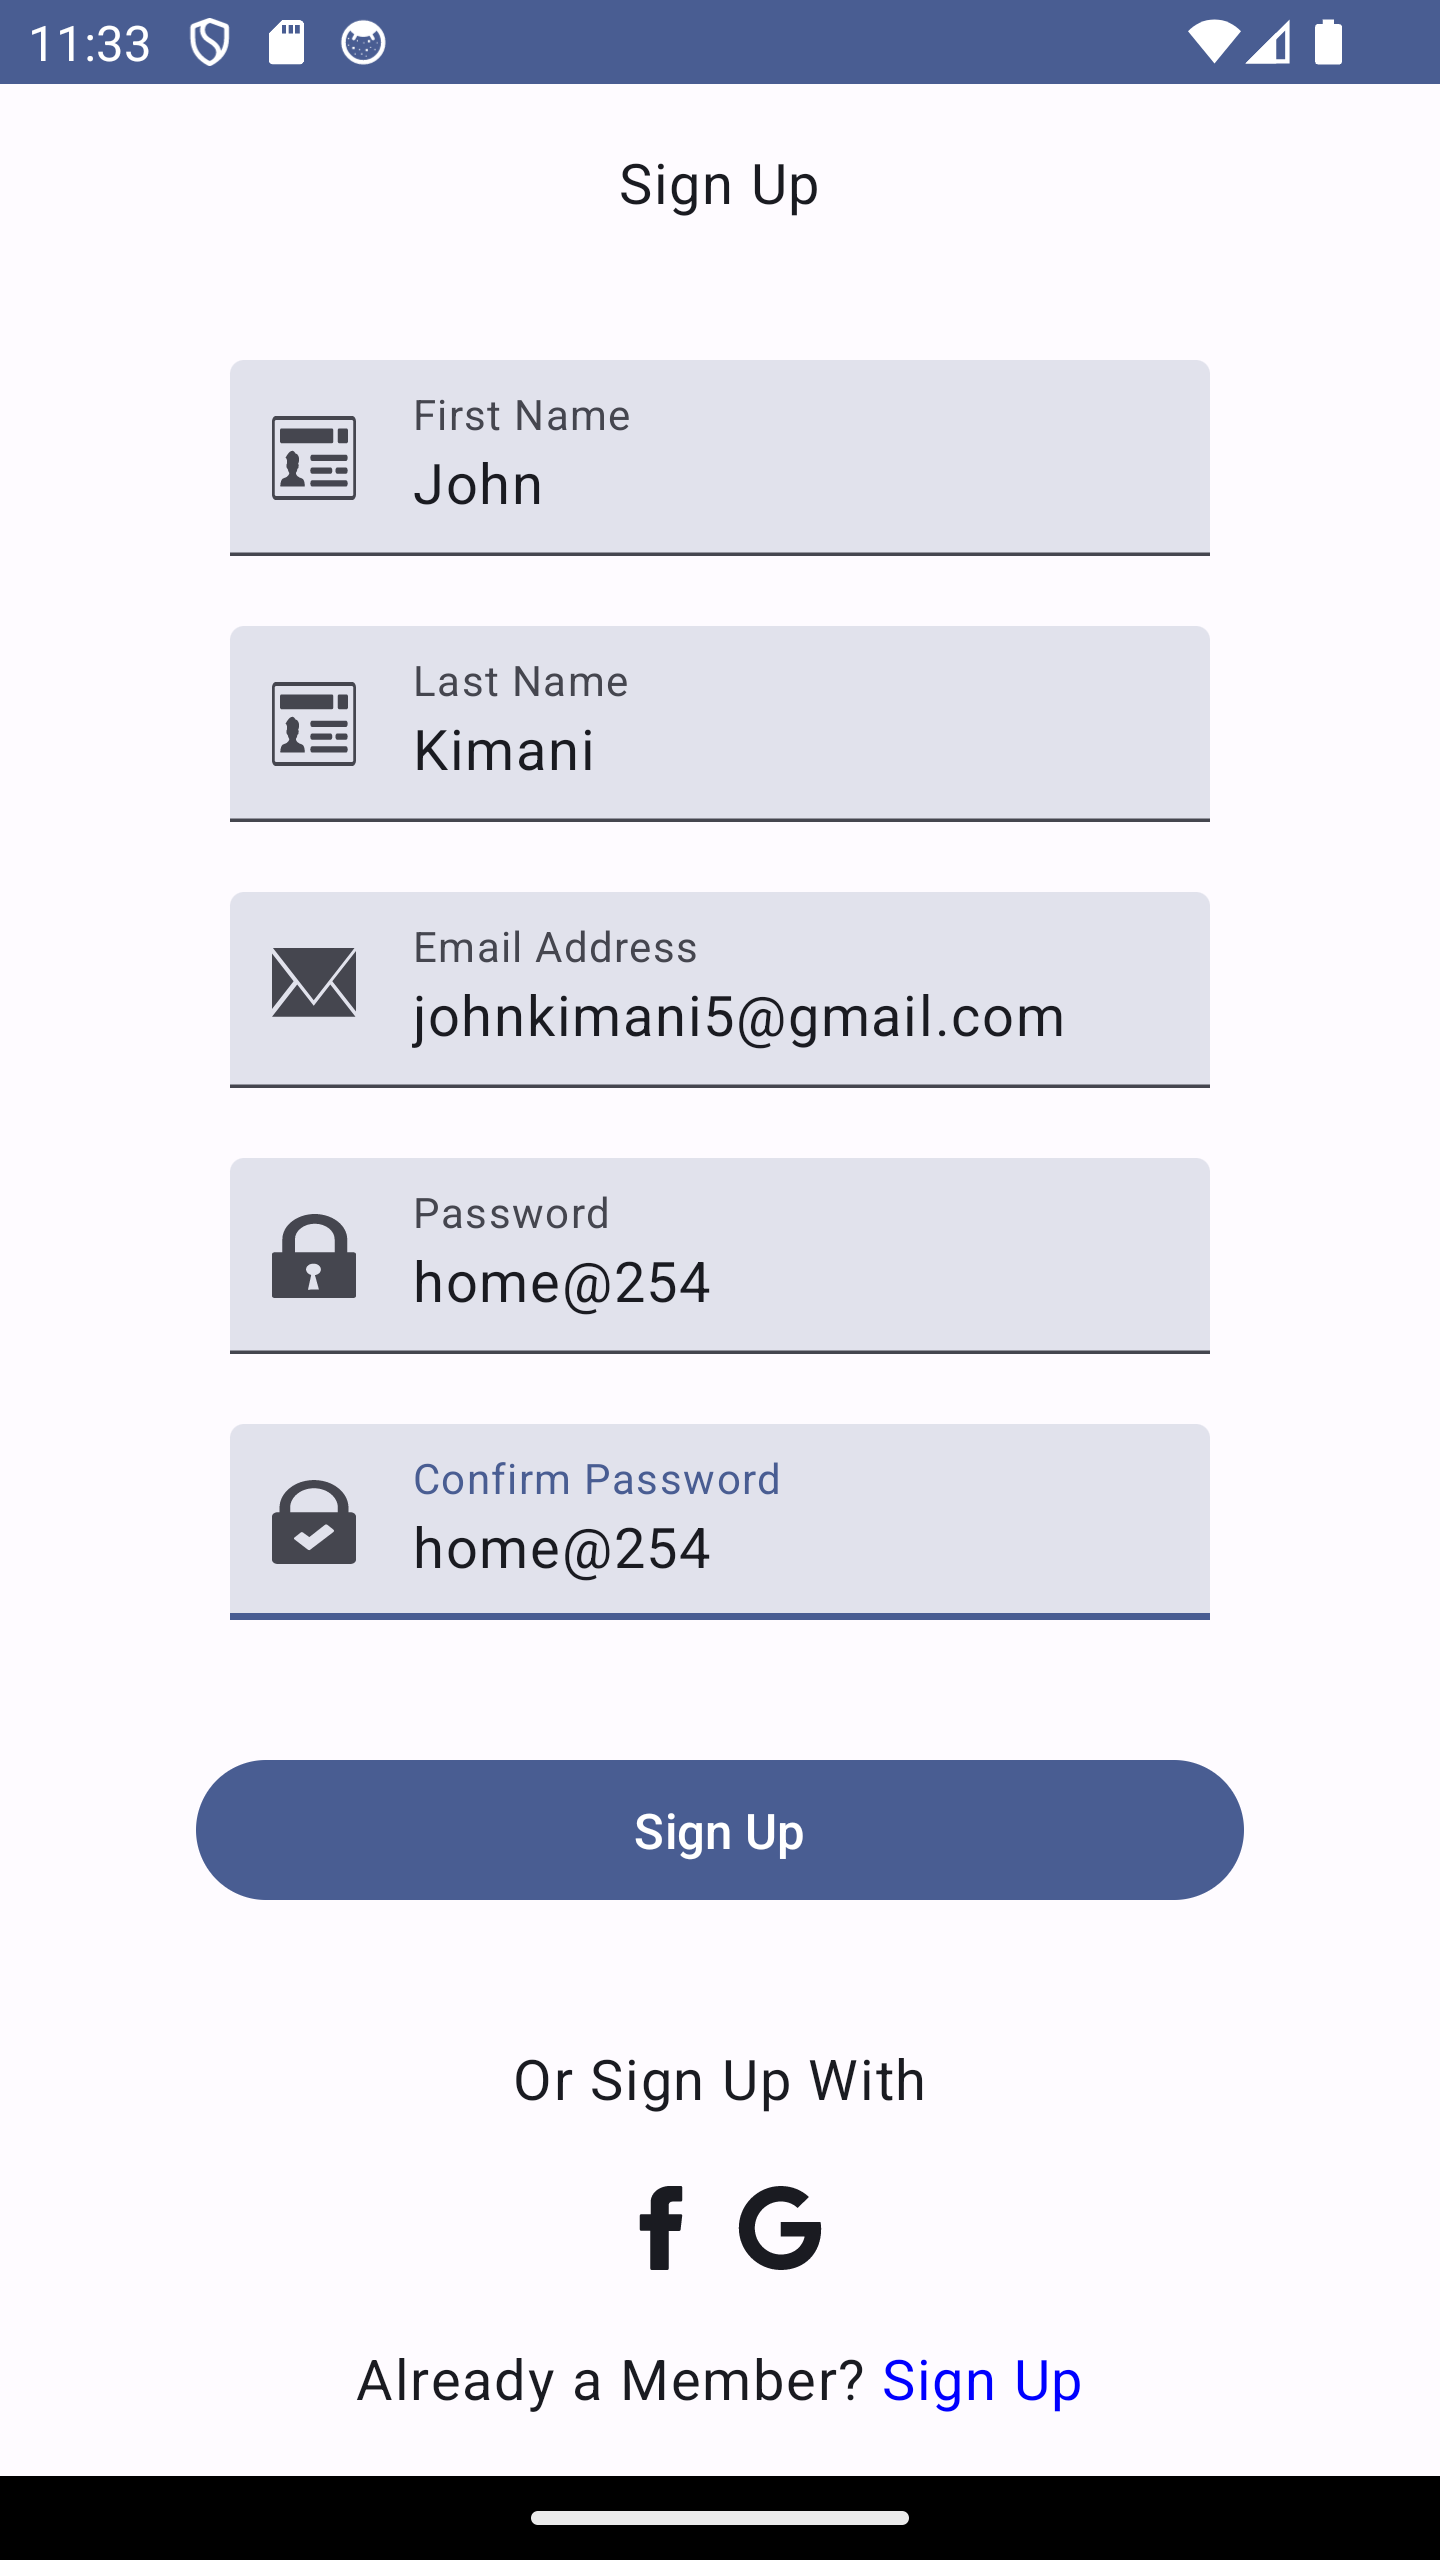 11:33
Sign Up
First Name
John
Last Name
Kimani
Email Address
johnkimani5@gmail.com
Password
home@254
Confirm Password
home@254
Sign Up
Or Sign Up With
Already a Member? Sign Up